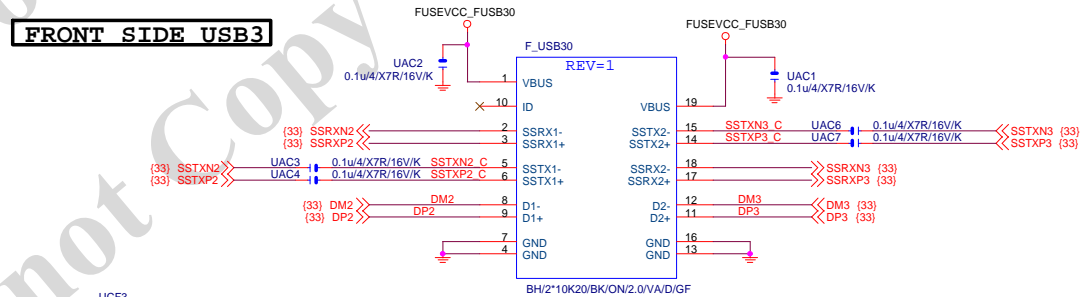 FRONT SIDE USB3
FUSEVCC_FUSB30
FUSEVCC_FUSB30
F_USB30
REV=1
UAC2
0.1u/4/X7R/16V/K
UAC1
0.1u/4/X7R/16V/K
1 VBUS
10 ID
VBUS 19
{33} SSRXN2 2 SSRX1-
{33} SSRXP2 3 SSRX1+
SSTX2- 15 SSTXN3_C UAC6 0.1u/4/X7R/16V/K SSTXN3 {33}
SSTX2+ 14 SSTXP3_C UAC7 0.1u/4/X7R/16V/K SSTXP3 {33}
{33} SSTXN2 UAC3 0.1u/4/X7R/16V/K SSTXN2_C 5 SSTX1-
{33} SSTXP2 UAC4 0.1u/4/X7R/16V/K SSTXP2_C 6 SSTX1+
SSRX2- 18 SSRXN3 {33}
SSRX2+ 17 SSRXP3 {33}
{33} DM2 DM2 8 D1-
{33} DP2 DP2 9 D1+
D2- 12 DM3 DM3 {33}
D2+ 11 DP3 DP3 {33}
7 GND
4 GND
GND 16
GND 13
BH/2*10K20/BK/ON/2.0/VA/D/GF
not Copy